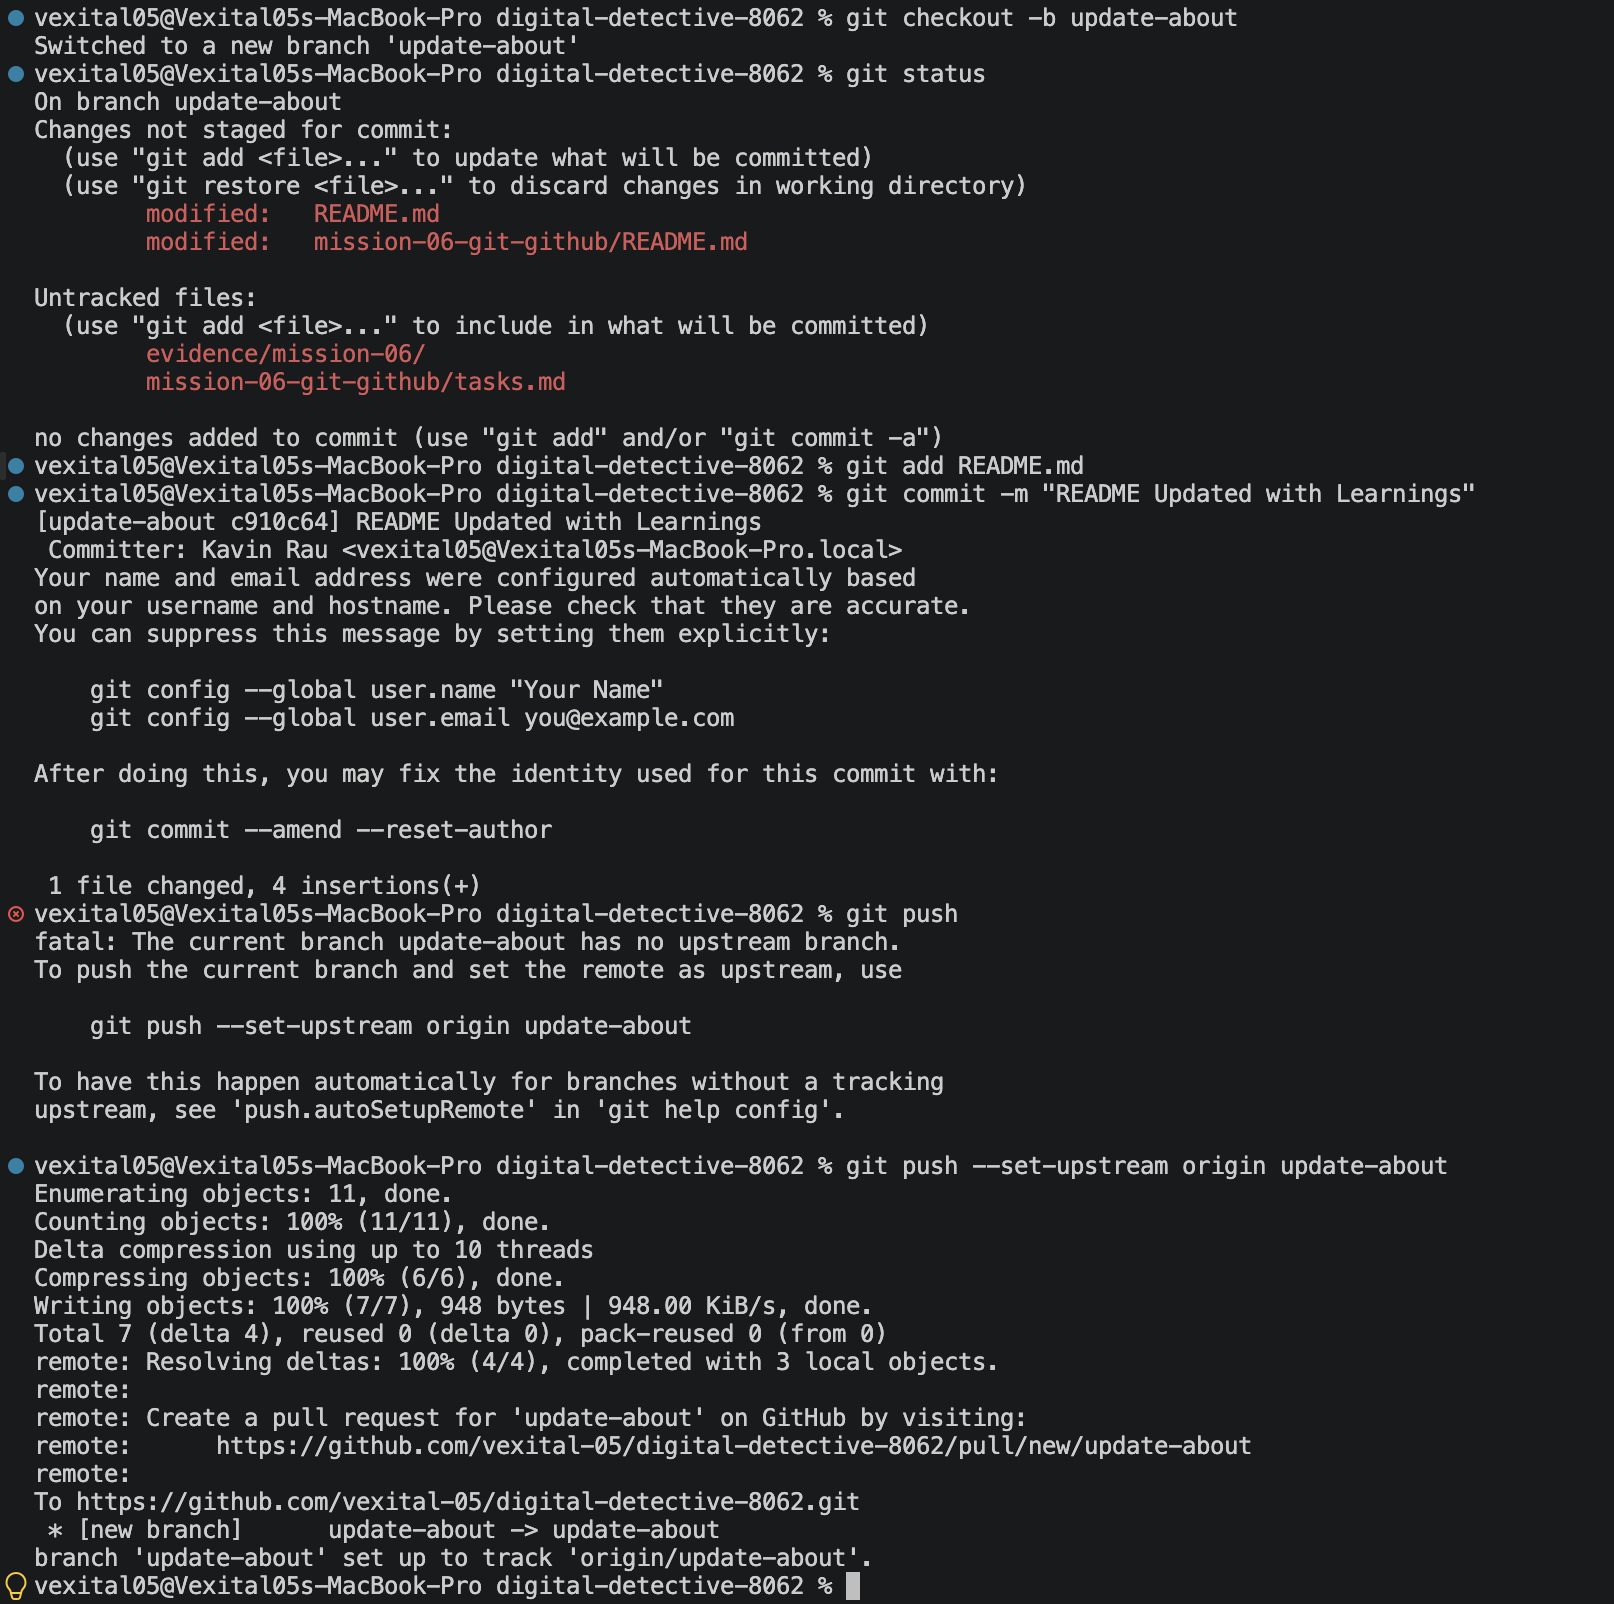 vexital05@Vexital05s-MacBook-Pro digital-detective-8062 % git checkout -b update-about
Switched to a new branch 'update-about'
vexital05@Vexital05s-MacBook-Pro digital-detective-8062 % git status
On branch update-about
Changes not staged for commit:
  (use "git add <file>..." to update what will be committed)
  (use "git restore <file>..." to discard changes in working directory)
        modified:   README.md
        modified:   mission-06-git-github/README.md

Untracked files:
  (use "git add <file>..." to include in what will be committed)
        evidence/mission-06/
        mission-06-git-github/tasks.md

no changes added to commit (use "git add" and/or "git commit -a")
vexital05@Vexital05s-MacBook-Pro digital-detective-8062 % git add README.md
vexital05@Vexital05s-MacBook-Pro digital-detective-8062 % git commit -m "README Updated with Learnings"
[update-about c910c64] README Updated with Learnings
 Committer: Kavin Rau <vexital05@Vexital05s-MacBook-Pro.local>
Your name and email address were configured automatically based
on your username and hostname. Please check that they are accurate.
You can suppress this message by setting them explicitly:

    git config --global user.name "Your Name"
    git config --global user.email you@example.com

After doing this, you may fix the identity used for this commit with:

    git commit --amend --reset-author

 1 file changed, 4 insertions(+)
vexital05@Vexital05s-MacBook-Pro digital-detective-8062 % git push
fatal: The current branch update-about has no upstream branch.
To push the current branch and set the remote as upstream, use

    git push --set-upstream origin update-about

To have this happen automatically for branches without a tracking
upstream, see 'push.autoSetupRemote' in 'git help config'.

vexital05@Vexital05s-MacBook-Pro digital-detective-8062 % git push --set-upstream origin update-about
Enumerating objects: 11, done.
Counting objects: 100% (11/11), done.
Delta compression using up to 10 threads
Compressing objects: 100% (6/6), done.
Writing objects: 100% (7/7), 948 bytes | 948.00 KiB/s, done.
Total 7 (delta 4), reused 0 (delta 0), pack-reused 0 (from 0)
remote: Resolving deltas: 100% (4/4), completed with 3 local objects.
remote:
remote: Create a pull request for 'update-about' on GitHub by visiting:
remote:      https://github.com/vexital-05/digital-detective-8062/pull/new/update-about
remote:
To https://github.com/vexital-05/digital-detective-8062.git
 * [new branch]      update-about -> update-about
branch 'update-about' set up to track 'origin/update-about'.
vexital05@Vexital05s-MacBook-Pro digital-detective-8062 %